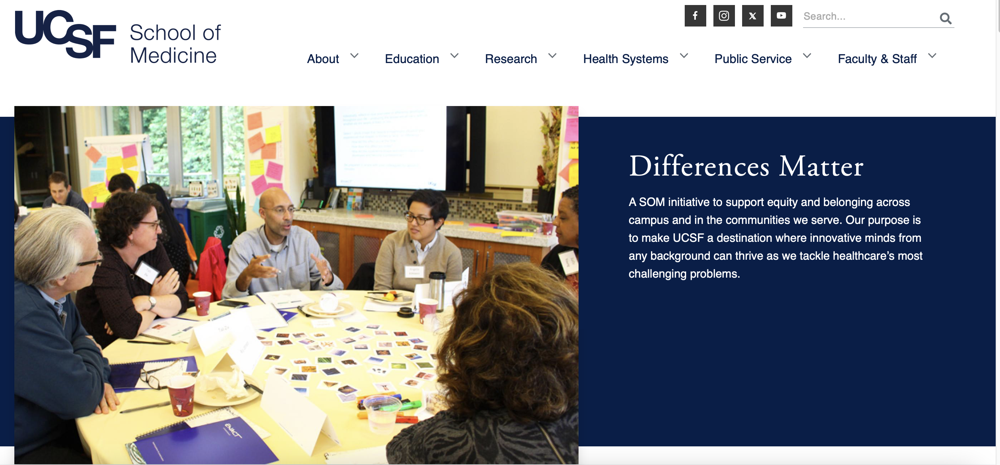 UCSF
School of
Medicine
Search...
About
Education
Research
Health Systems
Public Service
Faculty & Staff
Differences Matter
A SOM initiative to support equity and belonging across
campus and in the communities we serve. Our purpose is
to make UCSF a destination where innovative minds from
any background can thrive as we tackle healthcare’s most
challenging problems.
ENACT